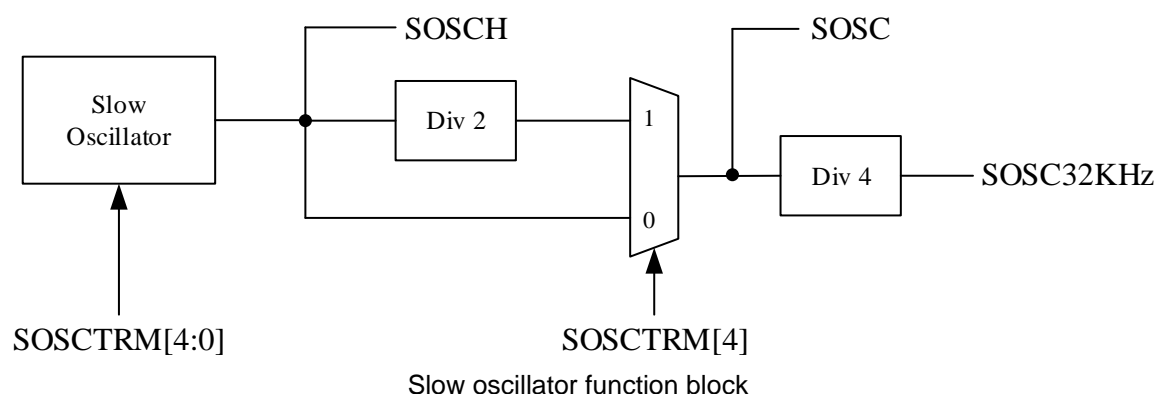 SOSCH
SOSC
Slow
Oscillator
Div 2
1
Div 4
SOSC32KHz
0
SOSCTRM[4:0]
SOSCTRM[4]
Slow oscillator function block